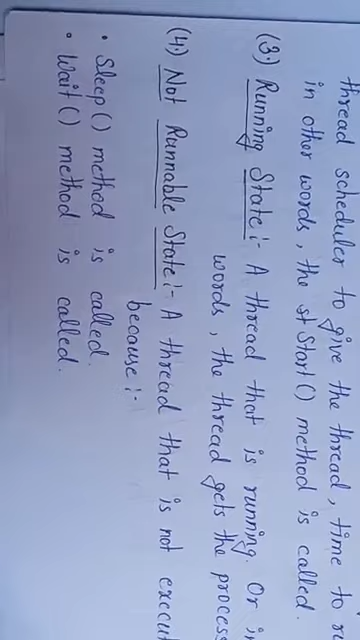 thread scheduler to give the thread, time to
in other words, the Start() method is called.
(3.) Running State:- A thread that is running. Or
words, the thread gets the
(4.) Not Runnable State:- A thread that is not
because:-
• Sleep() method is called.
• Wait() method is called.